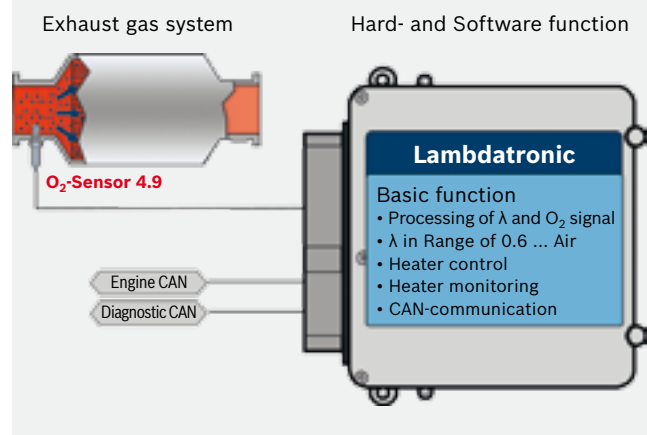 Exhaust gas system
Hard- and Software function
O₂-Sensor 4.9
Engine CAN
Diagnostic CAN
Lambdatronic
Basic function
• Processing of λ and O₂ signal
• λ in Range of 0.6 ... Air
• Heater control
• Heater monitoring
• CAN-communication